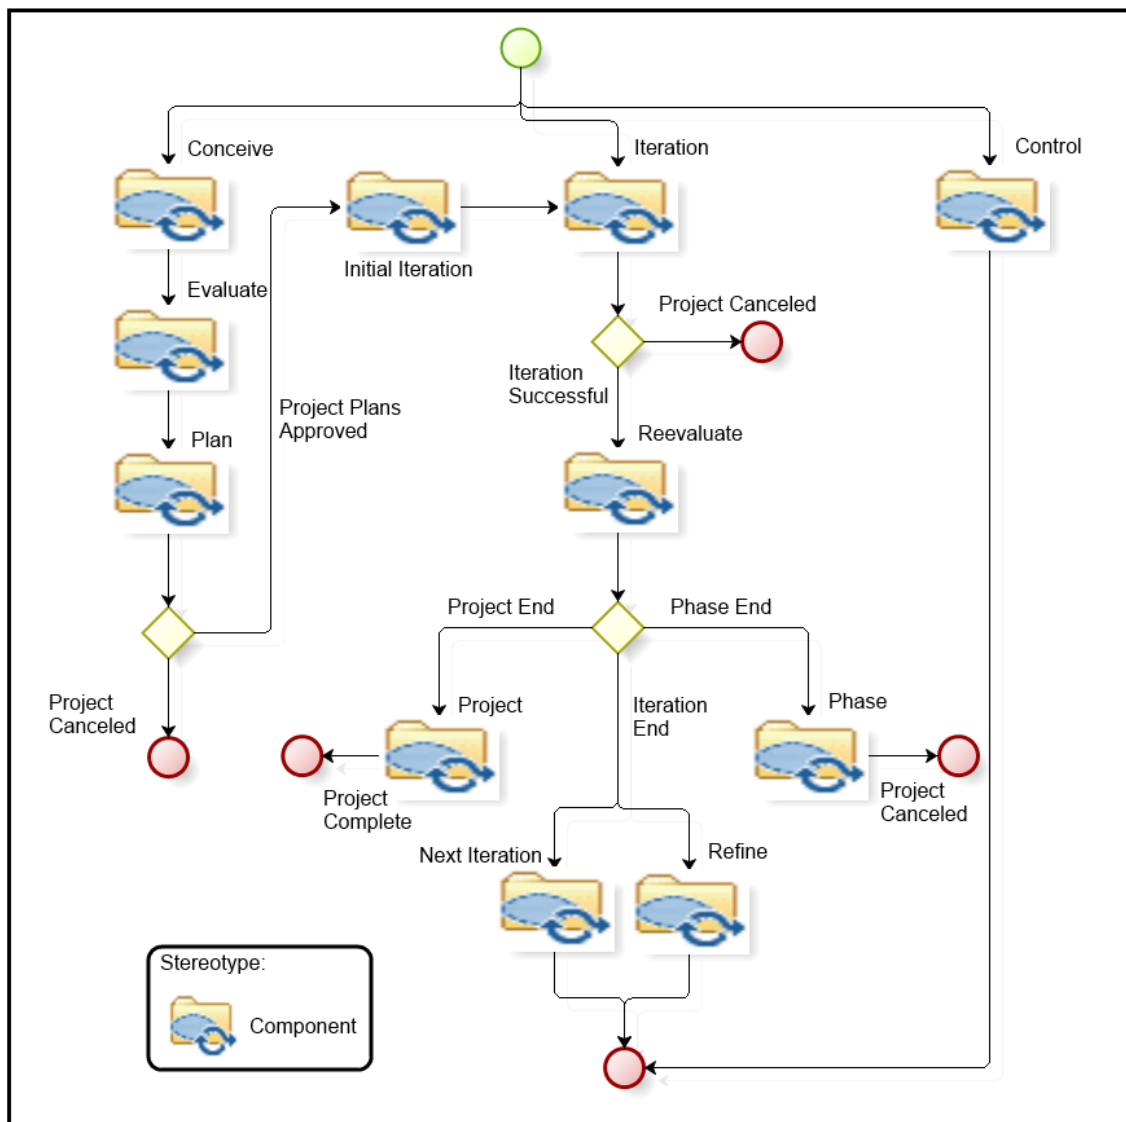 Conceive
Iteration
Control
Initial Iteration
Evaluate
Project Canceled
Iteration
Successful
Project Plans
Approved
Plan
Reevaluate
Project End
Phase End
Project
Canceled
Project
Iteration
End
Phase
Project
Complete
Project
Canceled
Next Iteration
Refine
Stereotype:
Component